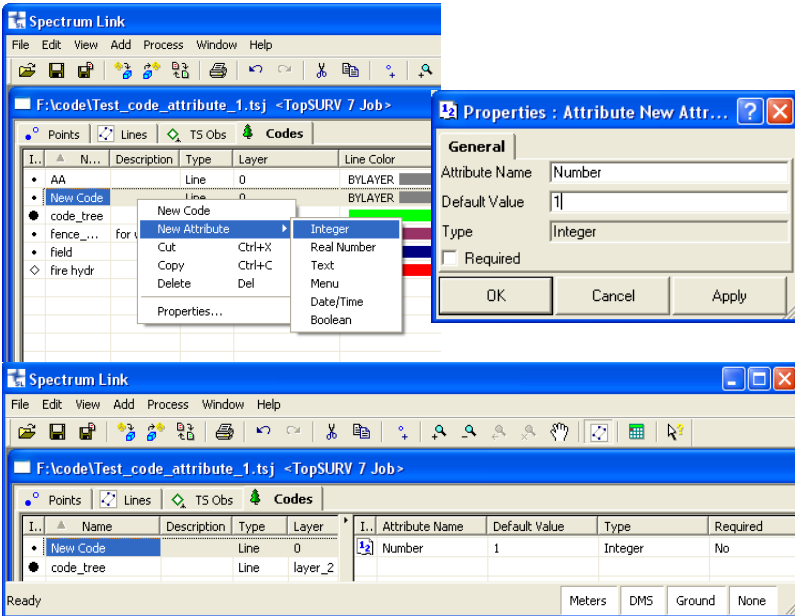 Spectrum Link
File Edit View Add Process Window Help
F:\code\Test_code_attribute_1.tsj <TopSURV 7 Job>
Points Lines TS Obs Codes
I.. N... Description Type Layer Line Color
AA Line 0 BYLAYER
New Code Line 0 BYLAYER
code_tree
fence_... for
field
fire hydr
New Code
New Attribute
Cut Ctrl+X
Copy Ctrl+C
Delete Del
Properties...
Integer
Real Number
Text
Menu
Date/Time
Boolean
Properties : Attribute New Attr...
General
Attribute Name Number
Default Value 1
Type Integer
Required
OK Cancel Apply
Spectrum Link
File Edit View Add Process Window Help
F:\code\Test_code_attribute_1.tsj <TopSURV 7 Job>
Points Lines TS Obs Codes
I.. Name Description Type Layer I.. Attribute Name Default Value Type Required
New Code Line 0 Number 1 Integer No
code_tree Line layer_2
Ready Meters DMS Ground None